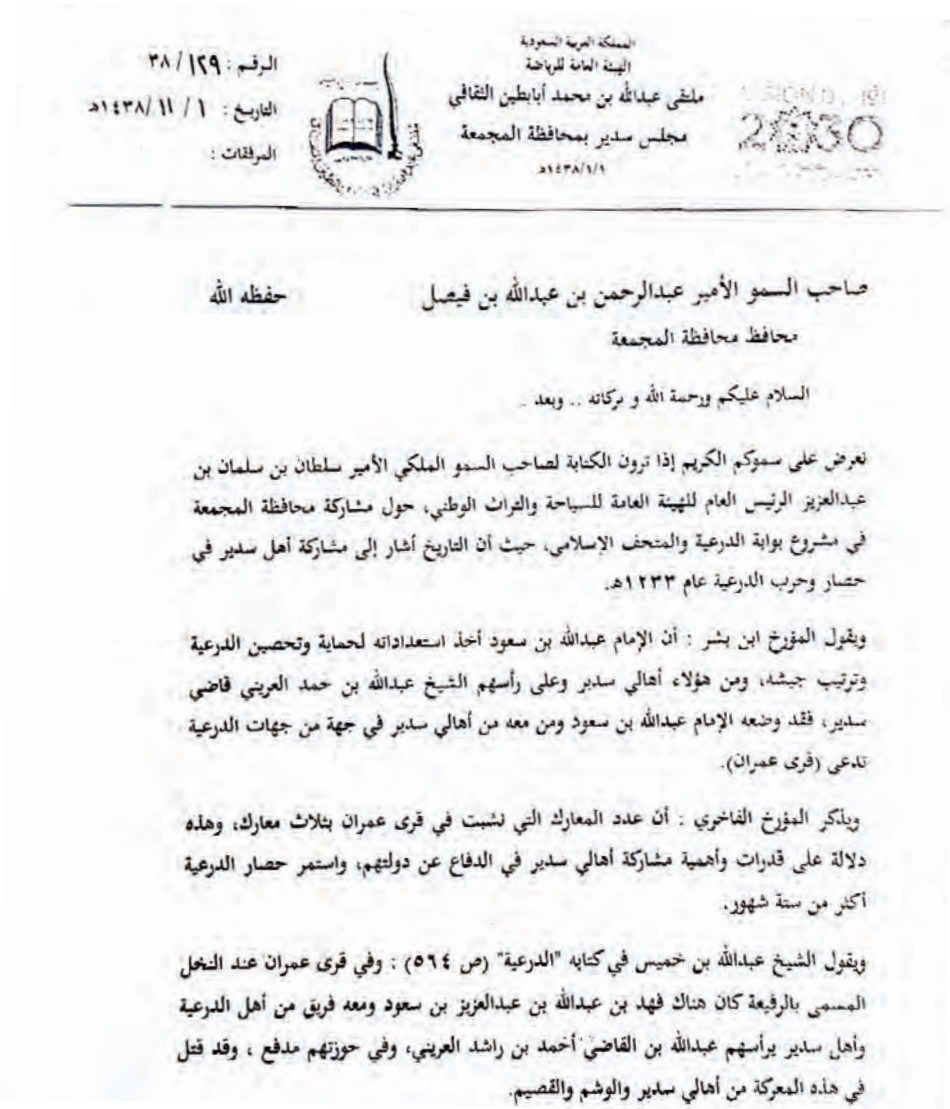 المملكة العربية السعودية
الهيئة العامة للرياضة
ملتقى عبدالله بن محمد أبابطين الثقافي
مجلس سدير بمحافظة المجمعة
١٤٣٨/١/١هـ
الرقم : ١٢٩ / ٣٨
التاريخ : ١ / ١١ / ١٤٣٨هـ
المرفقات :
2030
صاحب السمو الأمير عبدالرحمن بن عبدالله بن فيصل حفظه الله
محافظ محافظة المجمعة
السلام عليكم ورحمة الله و بركاته .. وبعد ..
نعرض على سموكم الكريم إذا ترون الكتابة لصاحب السمو الملكي الأمير سلطان بن سلمان بن
عبدالعزيز الرئيس العام للهيئة العامة للسياحة والتراث الوطني، حول مشاركة محافظة المجمعة
في مشروع بوابة الدرعية والمتحف الإسلامي، حيث أن التاريخ أشار إلى مشاركة أهل سدير في
حصار وحرب الدرعية عام ١٢٣٣هـ.
ويقول المؤرخ ابن بشر : أن الإمام عبدالله بن سعود أخذ استعداداته لحماية وتحصين الدرعية
وترتيب جيشه، ومن هؤلاء أهالي سدير وعلى رأسهم الشيخ عبدالله بن حمد العريني قاضي
سدير، فقد وضعه الإمام عبدالله بن سعود ومن معه من أهالي سدير في جهة من جهات الدرعية
تدعى (قرى عمران).
ويذكر المؤرخ الفاخري : أن عدد المعارك التي نشبت في قرى عمران بثلاث معارك، وهذه
دلالة على قدرات وأهمية مشاركة أهالي سدير في الدفاع عن دولتهم، واستمر حصار الدرعية
أكثر من ستة شهور.
ويقول الشيخ عبدالله بن خميس في كتابه "الدرعية" (ص ٥٦٤) : وفي قرى عمران عند النخل
المسمى بالرفيعة كان هناك فهد بن عبدالله بن عبدالعزيز بن سعود ومعه فريق من أهل الدرعية
وأهل سدير يرأسهم عبدالله بن القاضي أحمد بن راشد العريني، وفي حوزتهم مدفع ، وقد قتل
في هذه المعركة من أهالي سدير والوشم والقصيم.